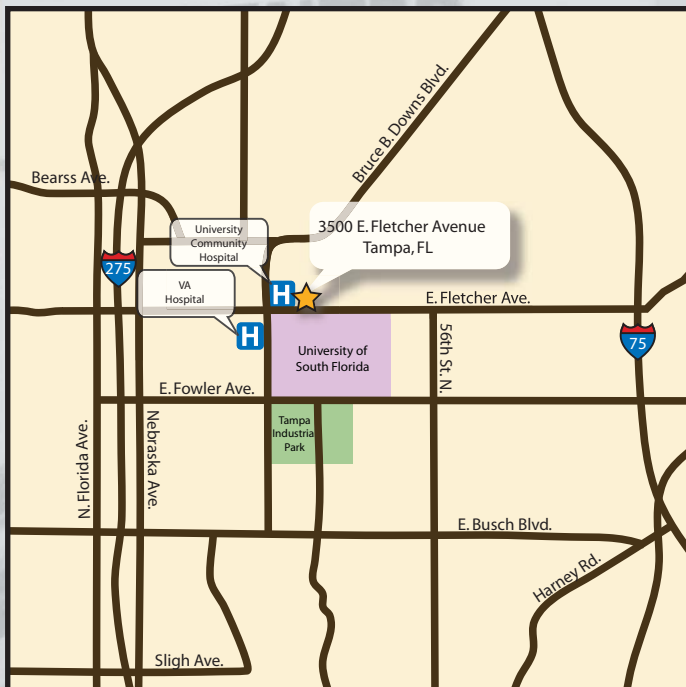 Bruce B. Downs Blvd.
Bearss Ave.
University
Community
Hospital
3500 E. Fletcher Avenue
Tampa, FL
275
VA
Hospital
H
E. Fletcher Ave.
H
University of
South Florida
56th St. N.
75
E. Fowler Ave.
Tampa
Industrial
Park
N. Florida Ave.
Nebraska Ave.
E. Busch Blvd.
Harney Rd.
Sligh Ave.